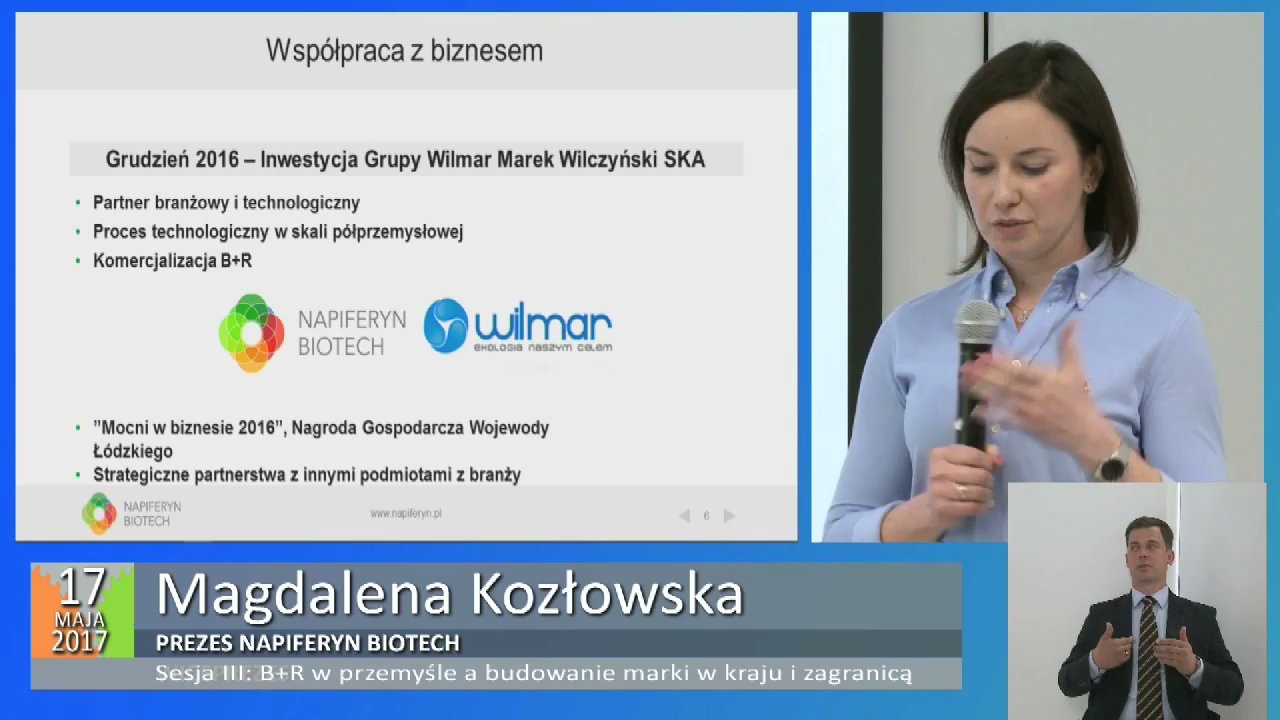 Współpraca z biznesem
Grudzień 2016 – Inwestycja Grupy Wilmar Marek Wilczyński SKA
• Partner branżowy i technologiczny
• Proces technologiczny w skali półprzemysłowej
• Komercjalizacja B+R
NAPIFERYN
BIOTECH
wilmar
EKOLOGIA NASZYM CELEM
• ”Mocni w biznesie 2016”, Nagroda Gospodarcza Wojewody
Łódzkiego
• Strategiczne partnerstwa z innymi podmiotami z branży
NAPIFERYN
BIOTECH
www.napiferyn.pl
6
17
MAJA
2017
Magdalena Kozłowska
PREZES NAPIFERYN BIOTECH
Sesja III: B+R w przemyśle a budowanie marki w kraju i zagranicą